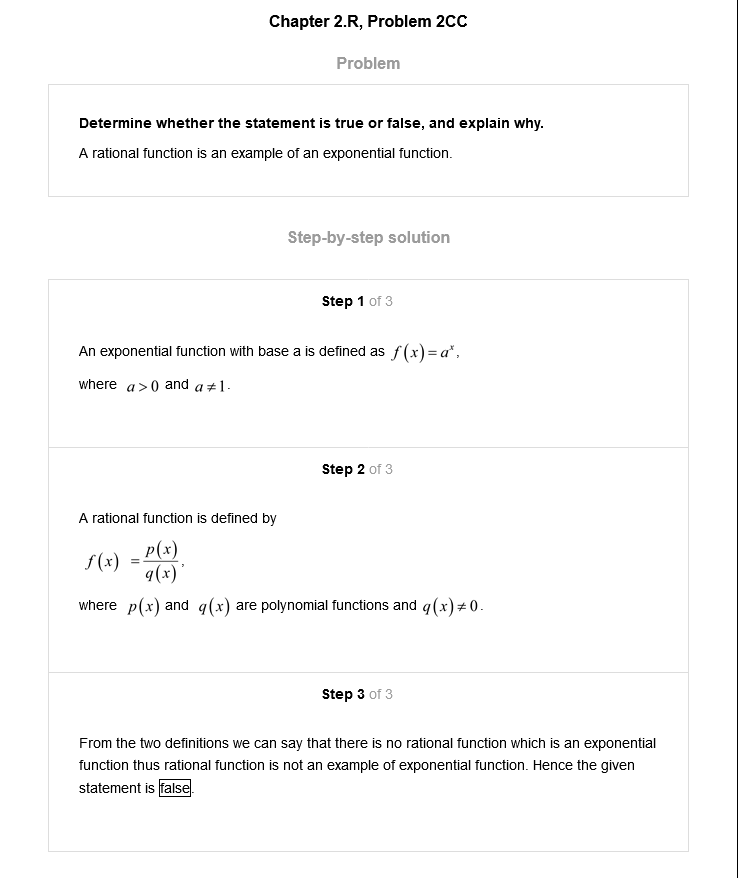 Chapter 2.R, Problem 2CC
Problem
Determine whether the statement is true or false, and explain why.
A rational function is an example of an exponential function.
Step-by-step solution
Step 1 of 3
An exponential function with base a is defined as f(x) = aˣ,
where a > 0 and a ≠ 1.
Step 2 of 3
A rational function is defined by
f(x) = p(x)/q(x),
where p(x) and q(x) are polynomial functions and q(x) ≠ 0.
Step 3 of 3
From the two definitions we can say that there is no rational function which is an exponential
function thus rational function is not an example of exponential function. Hence the given
statement is false.